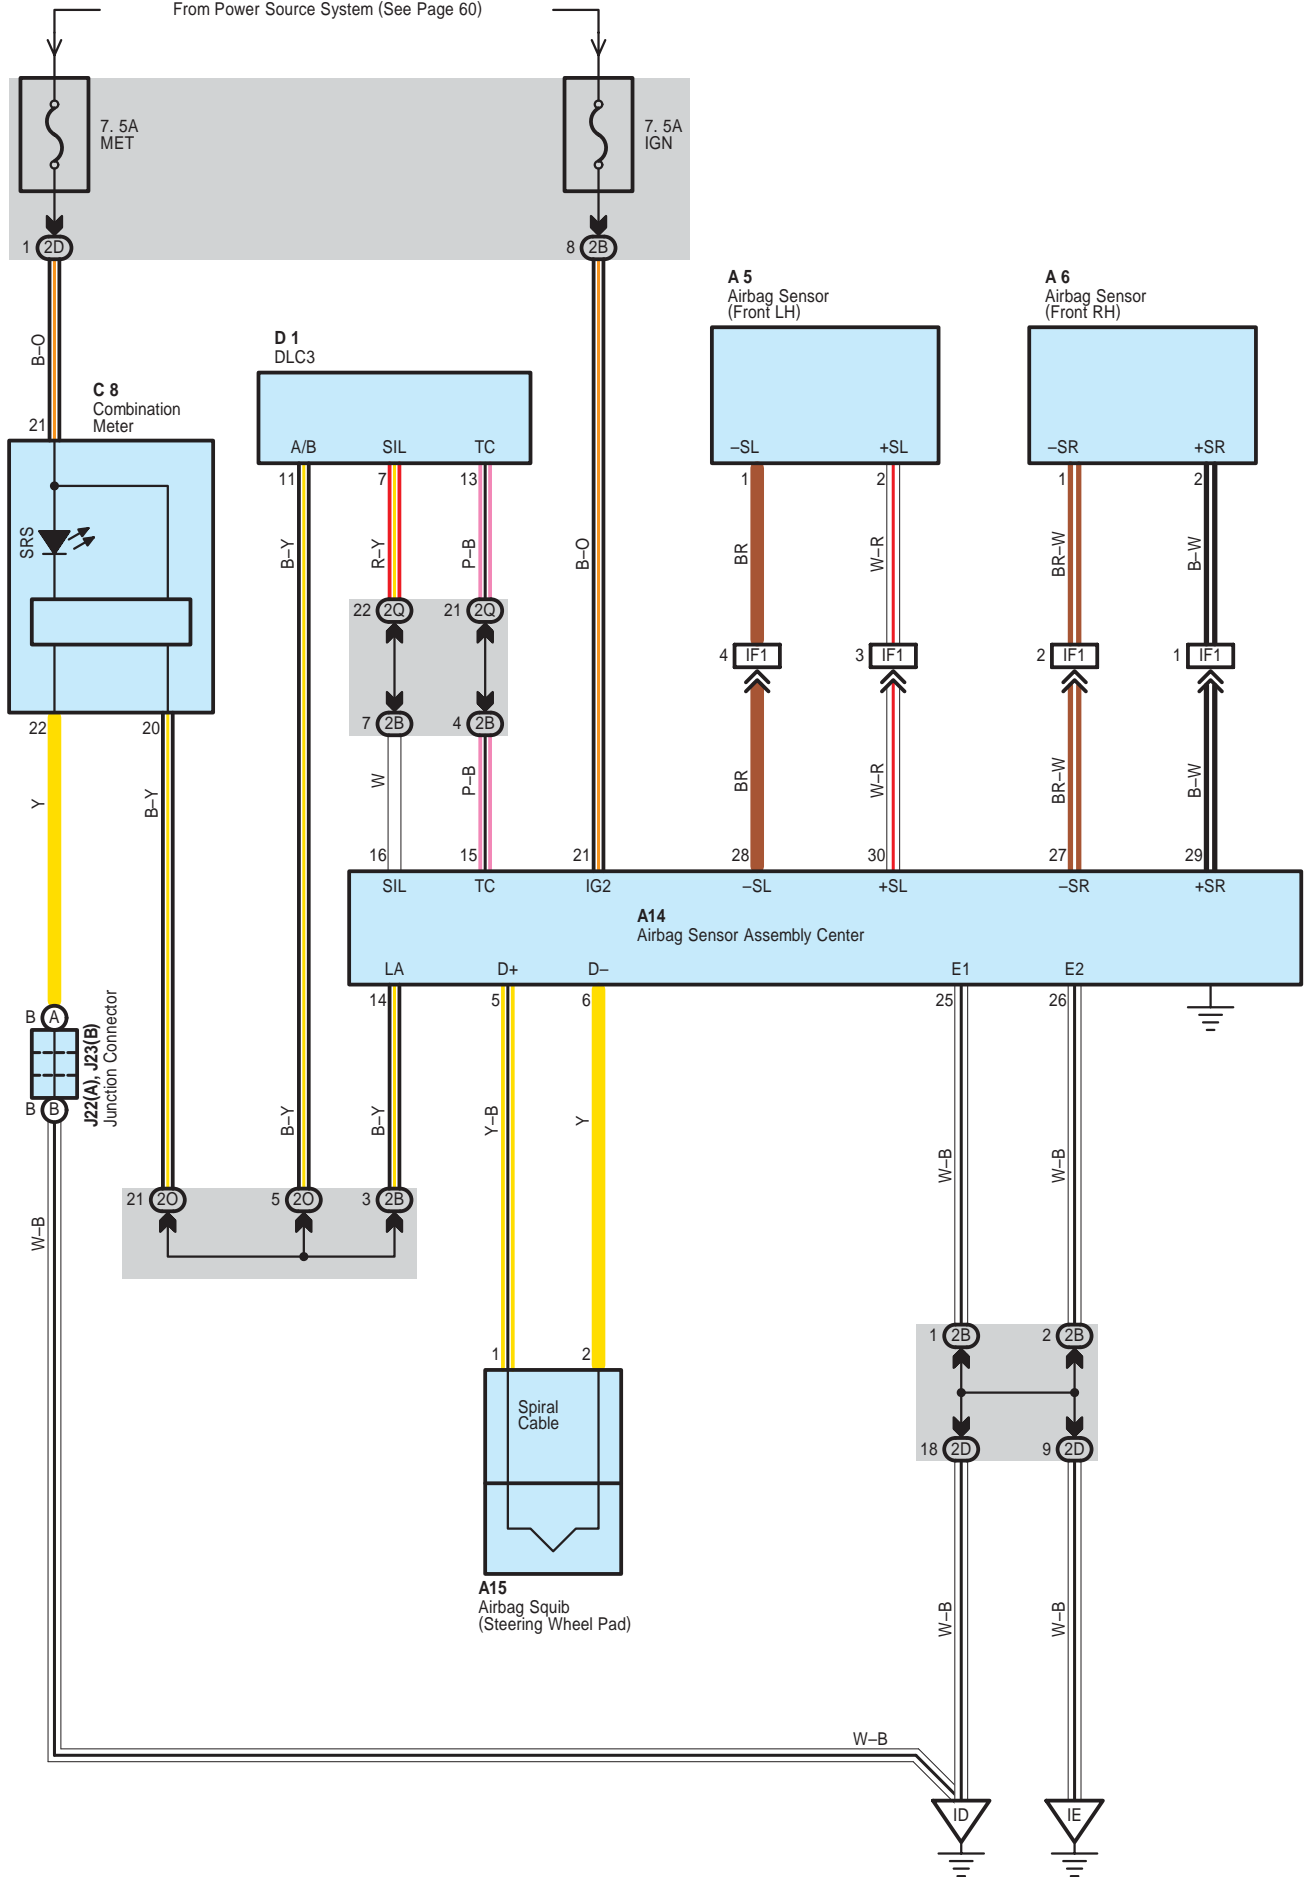 From Power Source System (See Page 60)
7. 5A
MET
7. 5A
IGN
1 2D
8 2B
A 5
Airbag Sensor
(Front LH)
A 6
Airbag Sensor
(Front RH)
D 1
DLC3
B–O
C 8
Combination
Meter
21
A/B SIL TC
–SL +SL
–SR +SR
11 7 13
1 2
1 2
SRS
B–Y
R–Y
P–B
B–O
BR
W–R
BR–W
B–W
22 2Q
21 2Q
4 IF1
3 IF1
2 IF1
1 IF1
22
20
7 2B
4 2B
Y
B–Y
W
P–B
BR
W–R
BR–W
B–W
16 15 21 28 30 27 29
SIL TC IG2 –SL +SL –SR +SR
A14
Airbag Sensor Assembly Center
LA D+ D– E1 E2
14 5 6 25 26
B A
J22(A), J23(B)
Junction Connector
B B
B–Y
B–Y
Y–B
Y
W–B
W–B
21 2O
5 2O
3 2B
W–B
1 2B
2 2B
1 2
Spiral
Cable
18 2D
9 2D
A15
Airbag Squib
(Steering Wheel Pad)
W–B
W–B
W–B
ID
IE